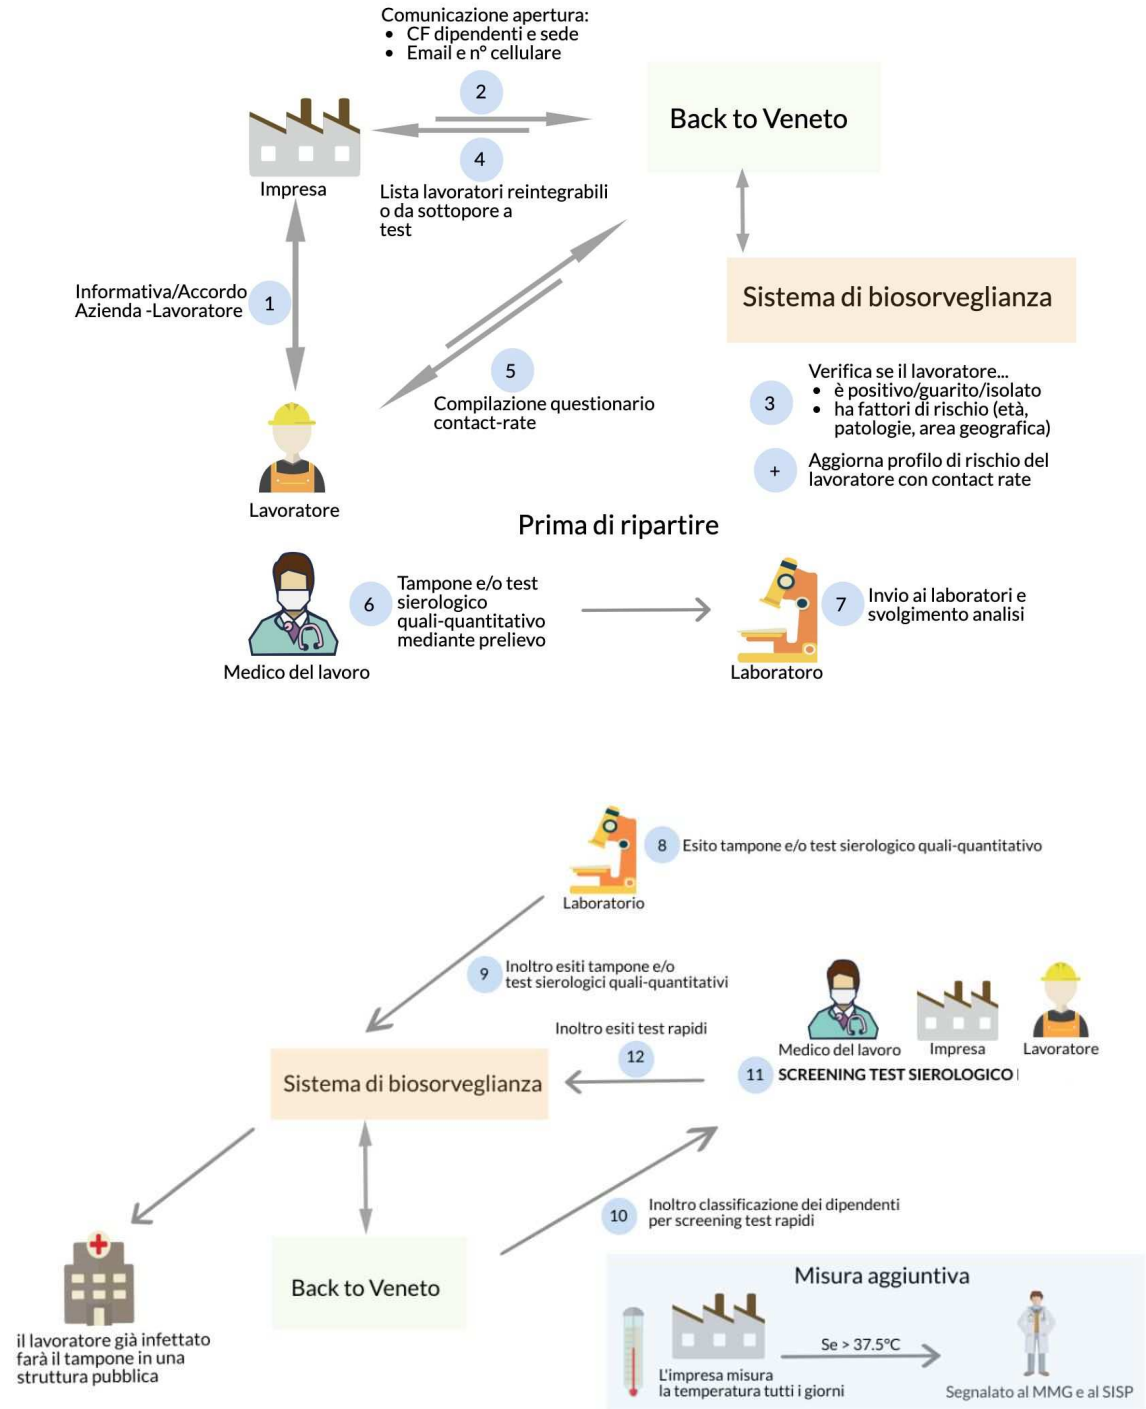 Comunicazione apertura:
• CF dipendenti e sede
• Email e n° cellulare
2
Back to Veneto
4
Impresa
Lista lavoratori reintegrabili
o da sottopore a
test
Informativa/Accordo
Azienda -Lavoratore
1
Sistema di biosorveglianza
5
Compilazione questionario
contact-rate
3
Verifica se il lavoratore...
• è positivo/guarito/isolato
• ha fattori di rischio (età,
patologie, area geografica)
+
Aggiorna profilo di rischio del
lavoratore con contact rate
Lavoratore
Prima di ripartire
6
Tampone e/o test
sierologico
quali-quantitativo
mediante prelievo
7
Invio ai laboratori e
svolgimento analisi
Medico del lavoro
Laboratoro
8
Esito tampone e/o test sierologico quali-quantitativo
Laboratorio
9
Inoltro esiti tampone e/o
test sierologici quali-quantitativi
Inoltro esiti test rapidi
12
Medico del lavoro
Impresa
Lavoratore
11
SCREENING TEST SIEROLOGICO
Sistema di biosorveglianza
10
Inoltro classificazione dei dipendenti
per screening test rapidi
Back to Veneto
il lavoratore già infettato
farà il tampone in una
struttura pubblica
Misura aggiuntiva
Se > 37.5°C
L'impresa misura
la temperatura tutti i giorni
Segnalato al MMG e al SISP